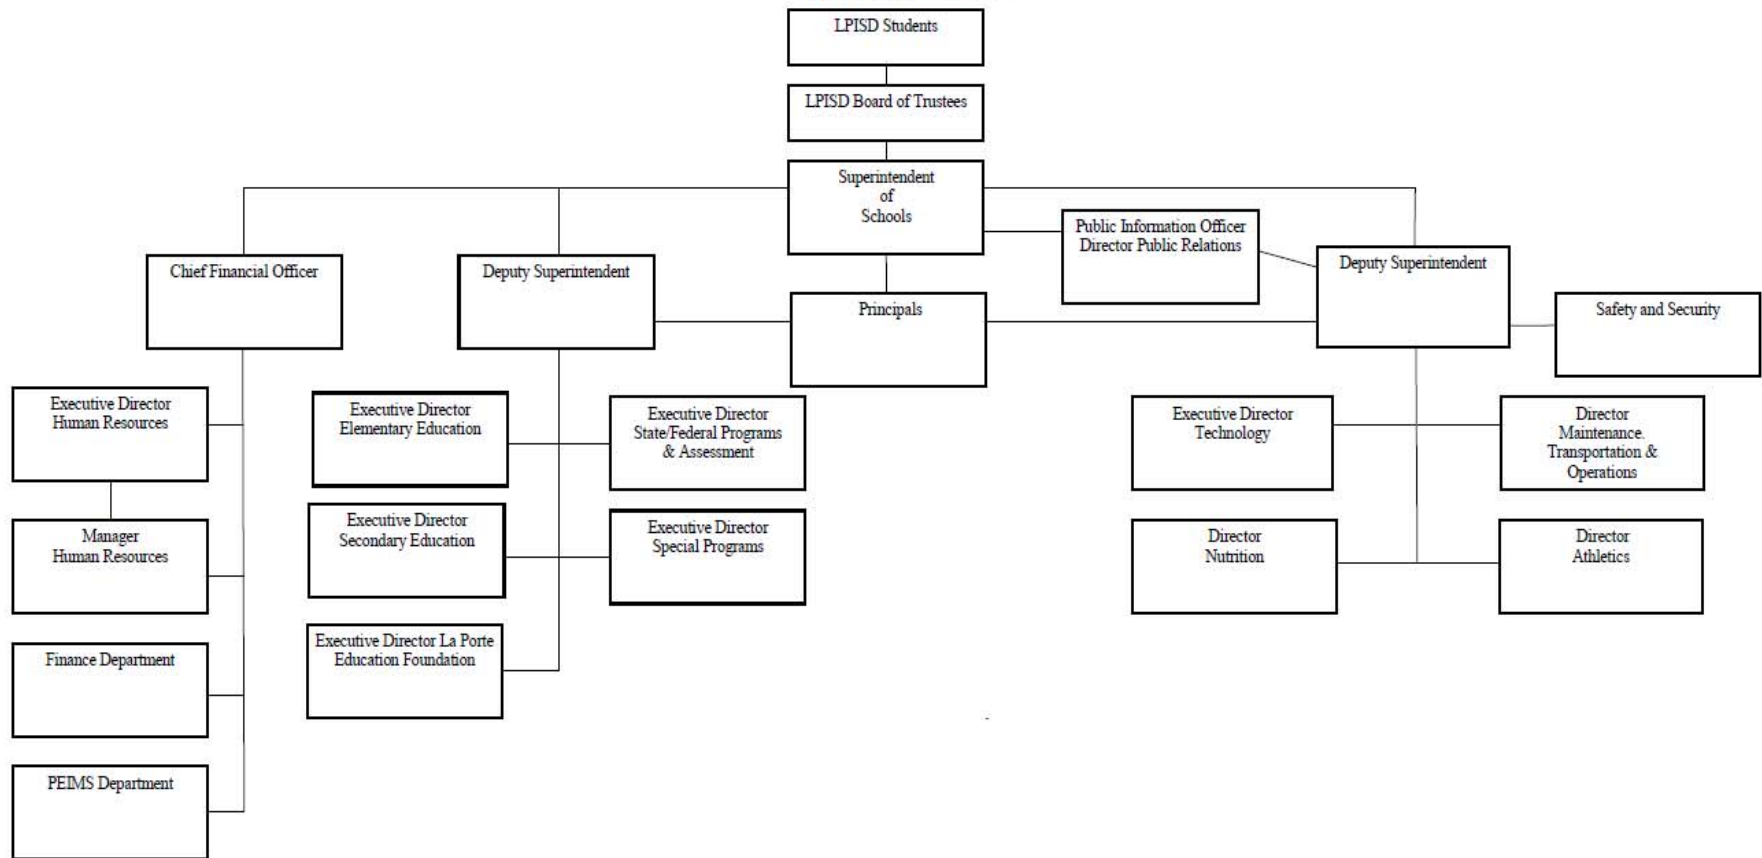 LPISD Students
LPISD Board of Trustees
Superintendent
of
Schools
Public Information Officer
Director Public Relations
Chief Financial Officer
Deputy Superintendent
Principals
Deputy Superintendent
Safety and Security
Executive Director
Human Resources
Executive Director
Elementary Education
Executive Director
State/Federal Programs
& Assessment
Executive Director
Technology
Director
Maintenance.
Transportation &
Operations
Manager
Human Resources
Executive Director
Secondary Education
Executive Director
Special Programs
Director
Nutrition
Director
Athletics
Finance Department
Executive Director La Porte
Education Foundation
PEIMS Department